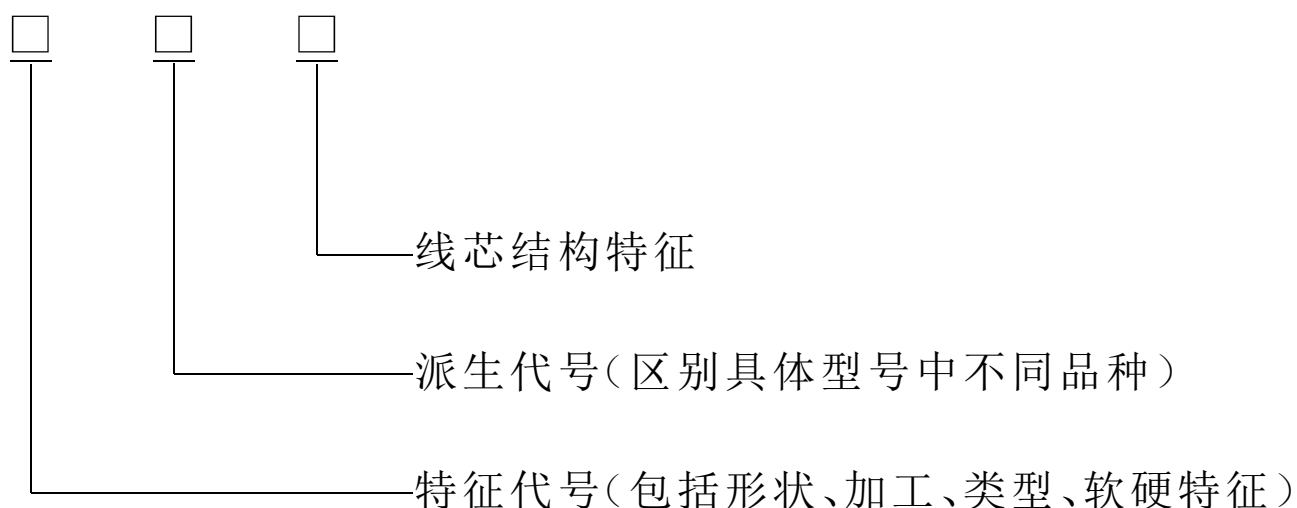 □ □ □
线芯结构特征
派生代号(区别具体型号中不同品种)
特征代号(包括形状、加工、类型、软硬特征)